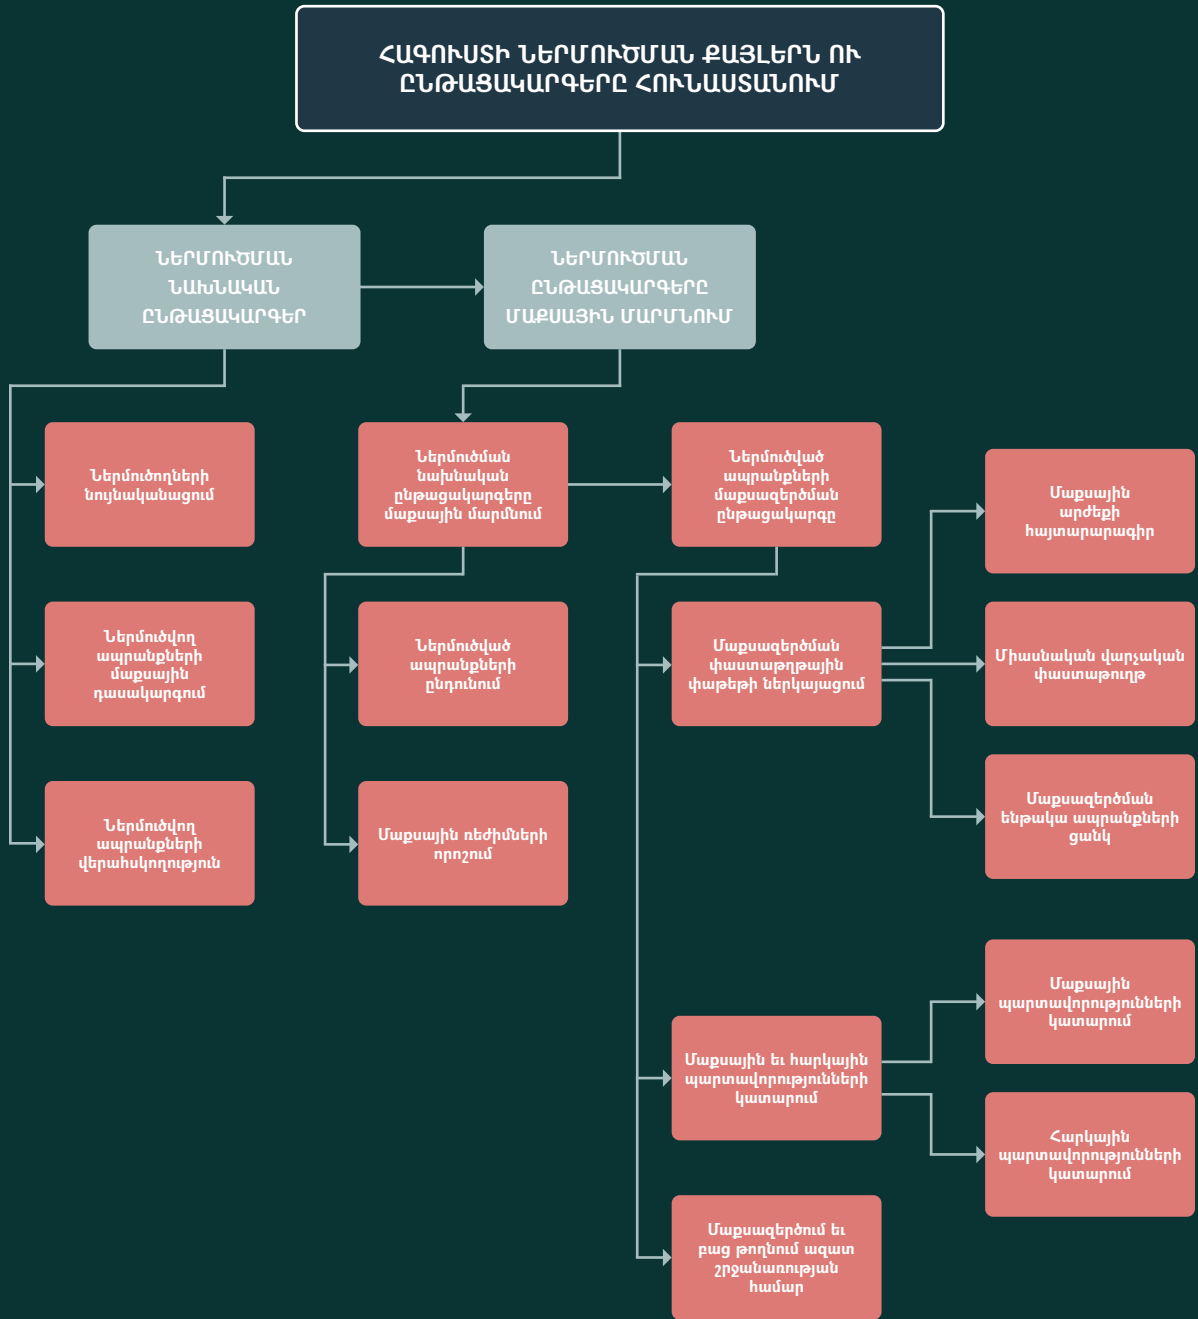 ՀԱԳՈՒՍՏԻ ՆԵՐՄՈՒԾՄԱՆ ՔԱՅԼԵՐՆ ՈՒ
ԸՆԹԱՑԱԿԱՐԳԵՐԸ ՀՈՒՆԱՍՏԱՆՈՒՄ
ՆԵՐՄՈՒԾՄԱՆ
ՆԱԽՆԱԿԱՆ
ԸՆԹԱՑԱԿԱՐԳԵՐ
ՆԵՐՄՈՒԾՄԱՆ
ԸՆԹԱՑԱԿԱՐԳԵՐԸ
ՄԱՔՍԱՅԻՆ ՄԱՐՄՆՈՒՄ
Ներմուծողների
նույնականացում
Ներմուծվող
ապրանքների
մաքսային
դասակարգում
Ներմուծվող
ապրանքների
վերահսկողություն
Ներմուծման
նախնական
ընթացակարգերը
մաքսային մարմնում
Ներմուծված
ապրանքների
ընդունում
Մաքսային ռեժիմների
որոշում
Ներմուծված
ապրանքների
մաքսազերծման
ընթացակարգը
Մաքսազերծման
փաստաթղթային
փաթեթի ներկայացում
Մաքսային
արժեքի
հայտարարագիր
Միասնական վարչական
փաստաթուղթ
Մաքսազերծման
ենթակա ապրանքների
ցանկ
Մաքսային եւ հարկային
պարտավորությունների
կատարում
Մաքսային
պարտավորությունների
կատարում
Հարկային
պարտավորությունների
կատարում
Մաքսազերծում եւ
բաց թողնում ազատ
շրջանառության
համար